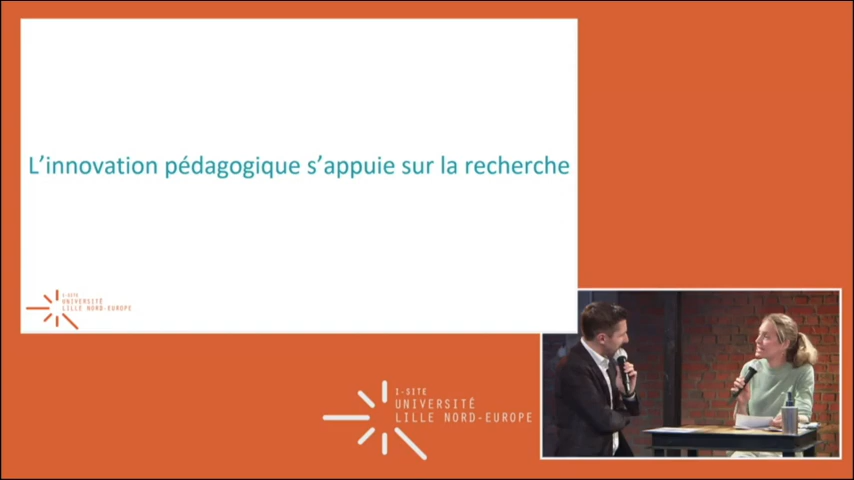 L'innovation pédagogique s'appuie sur la recherche
I-SITE
UNIVERSITÉ
LILLE NORD-EUROPE
I-SITE
UNIVERSITÉ
LILLE NORD-EUROPE